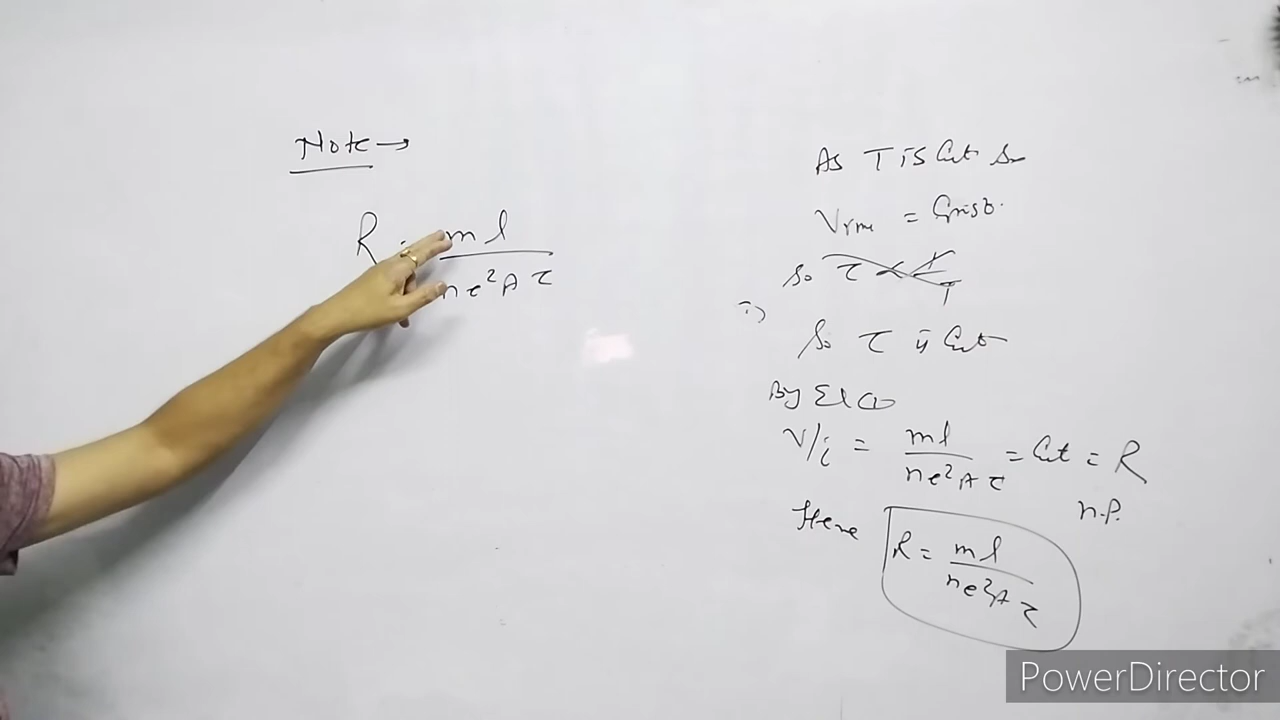 Note →
R = ml / ne²Aτ
As T is Cnt So
Vrms = Const.
So τ ∝ 1/T
So τ is Cnt
By Eq (1)
V/i = ml / ne²Aτ = Cnt = R
Here R = ml / ne²Aτ
PowerDirector